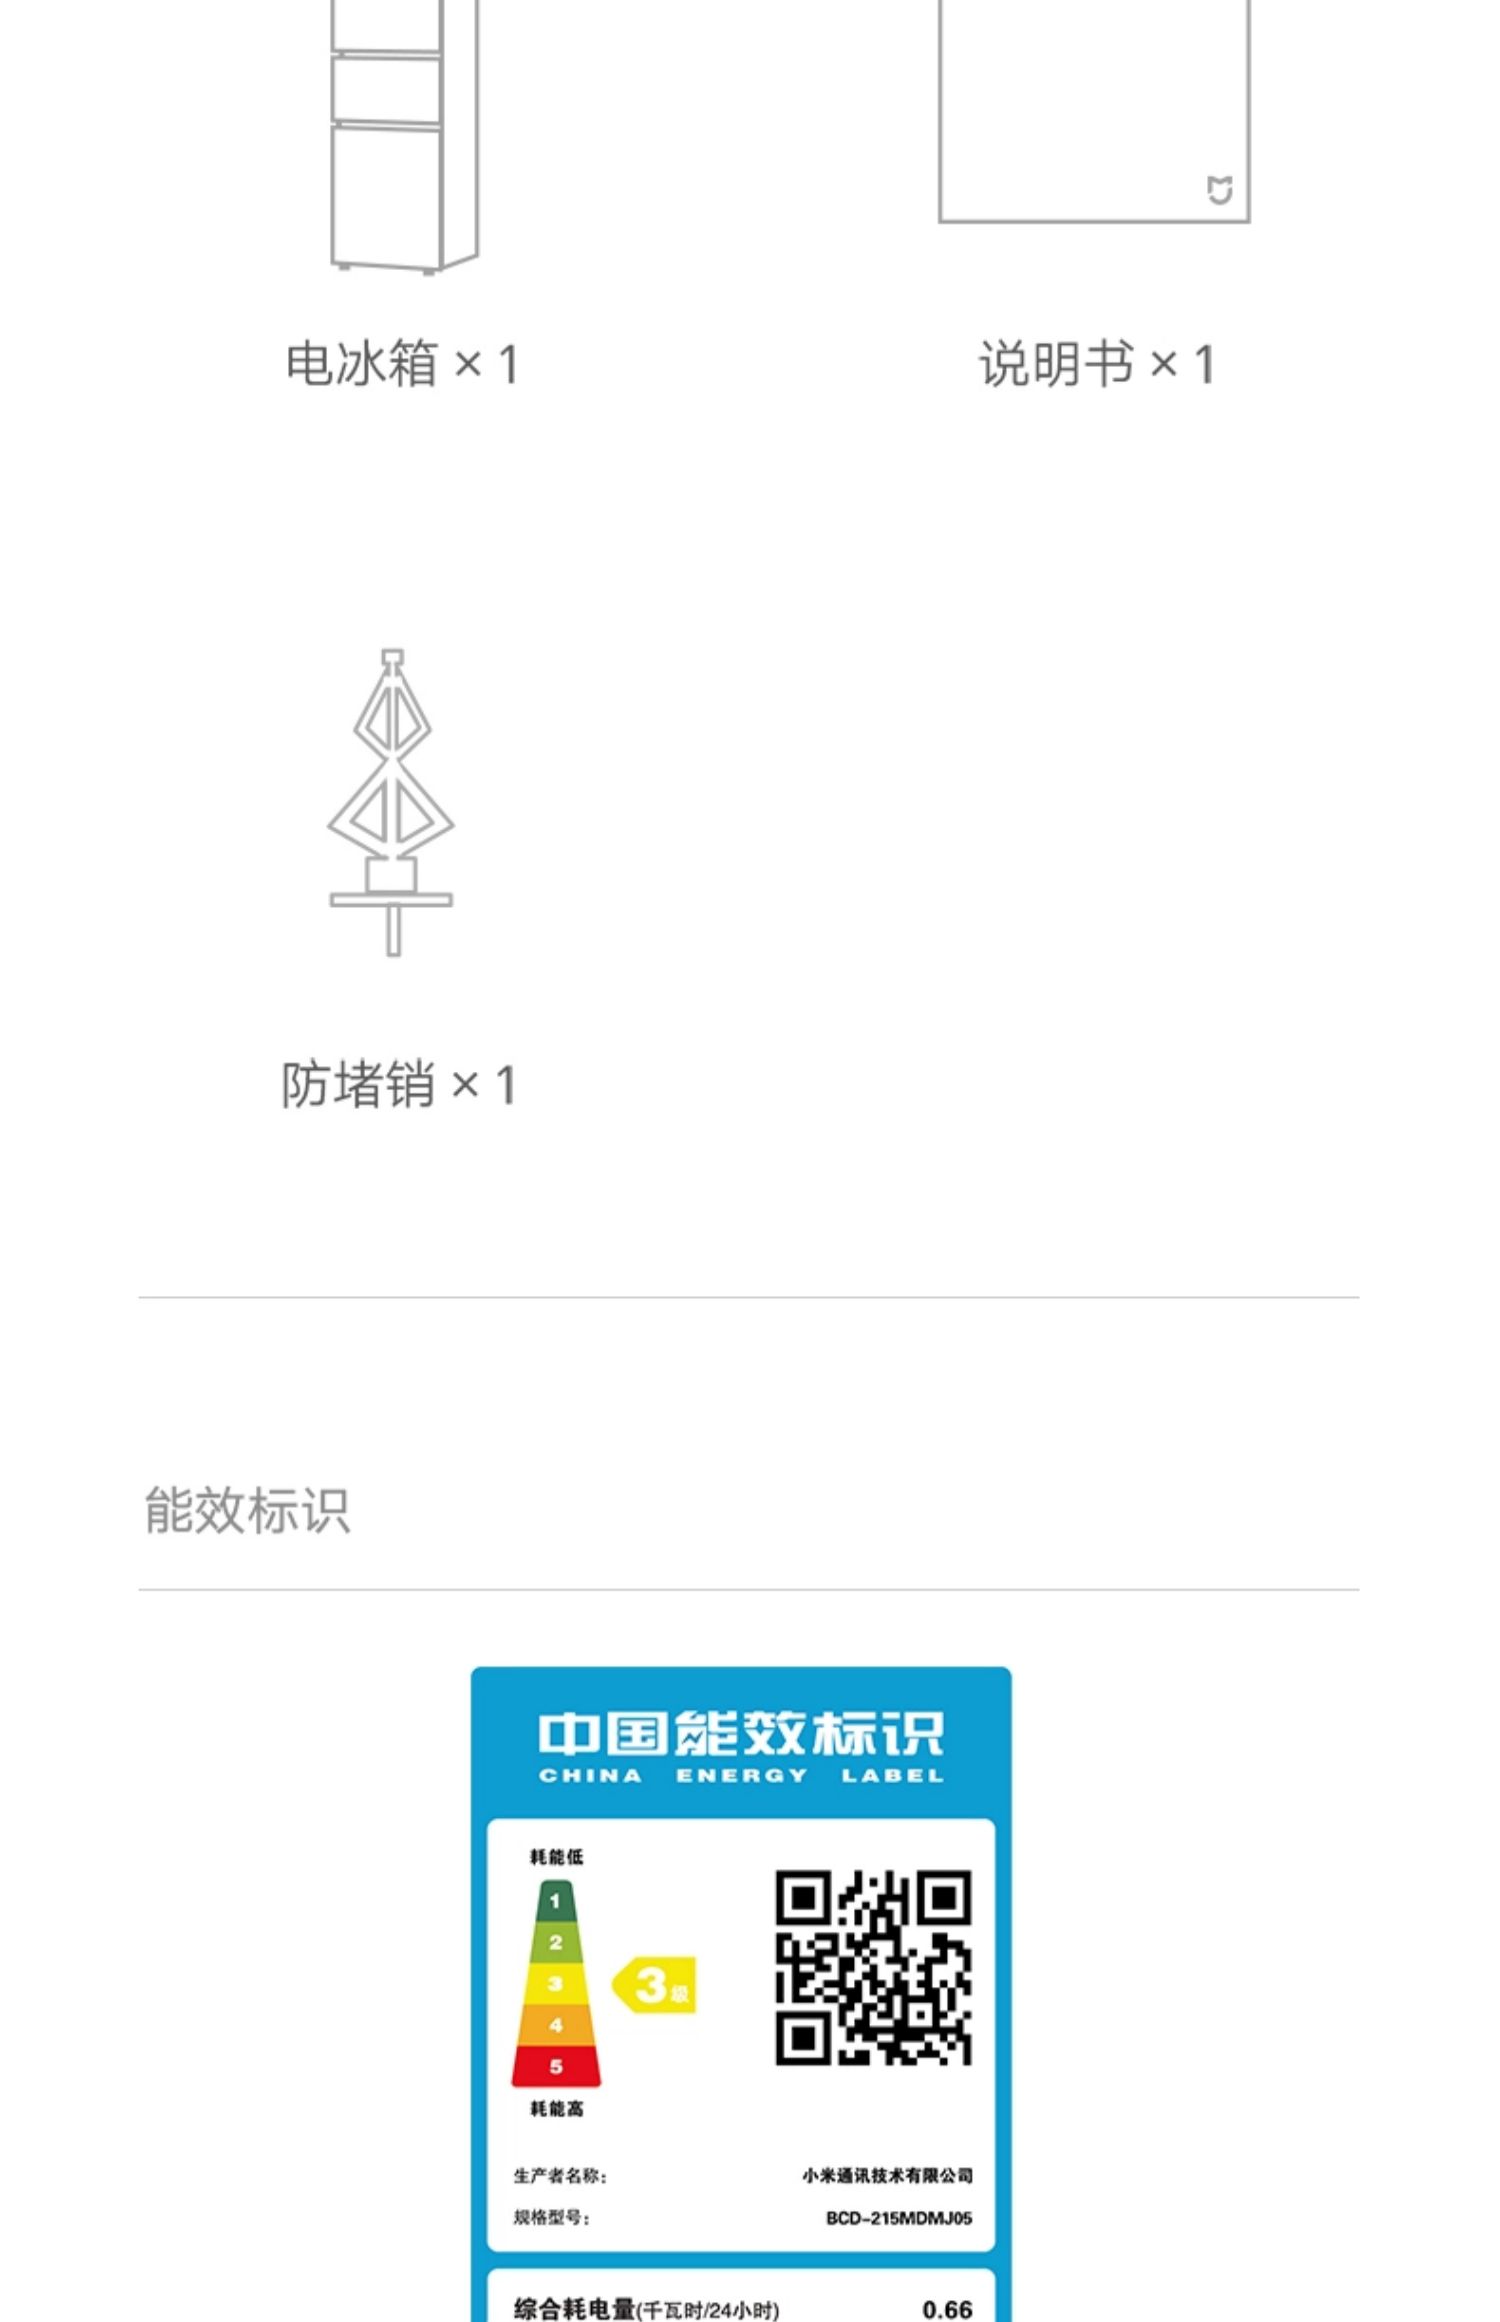 电冰箱 × 1
说明书 × 1
防堵销 × 1
能效标识
中国能效标识
CHINA ENERGY LABEL
耗能低
1
2
3
3级
4
5
耗能高
生产者名称: 小米通讯技术有限公司
规格型号: BCD-215MDMJ05
综合耗电量(千瓦时/24小时) 0.66